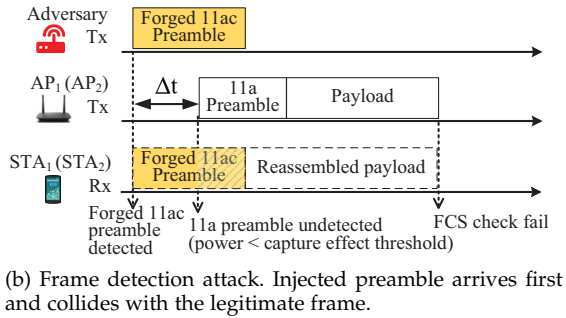 Adversary
Tx
Forged 11ac
Preamble
AP1 (AP2)
Tx
Δt
11a
Preamble
Payload
STA1 (STA2)
Rx
Forged 11ac
Preamble
Reassembled payload
Forged 11ac
preamble
detected
11a preamble undetected
(power < capture effect threshold)
FCS check fail
(b) Frame detection attack. Injected preamble arrives first
and collides with the legitimate frame.